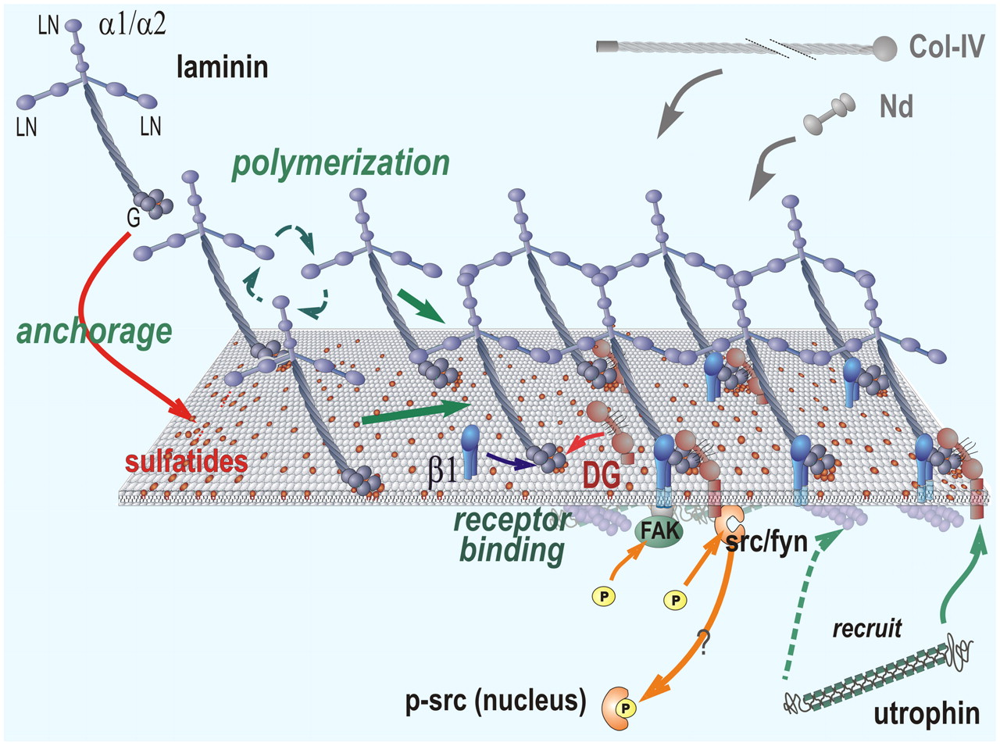 LN
α1/α2
laminin
LN
LN
G
Col-IV
Nd
polymerization
anchorage
sulfatides
β1
DG
receptor
binding
FAK
src/fyn
P
P
?
recruit
p-src (nucleus)
P
utrophin